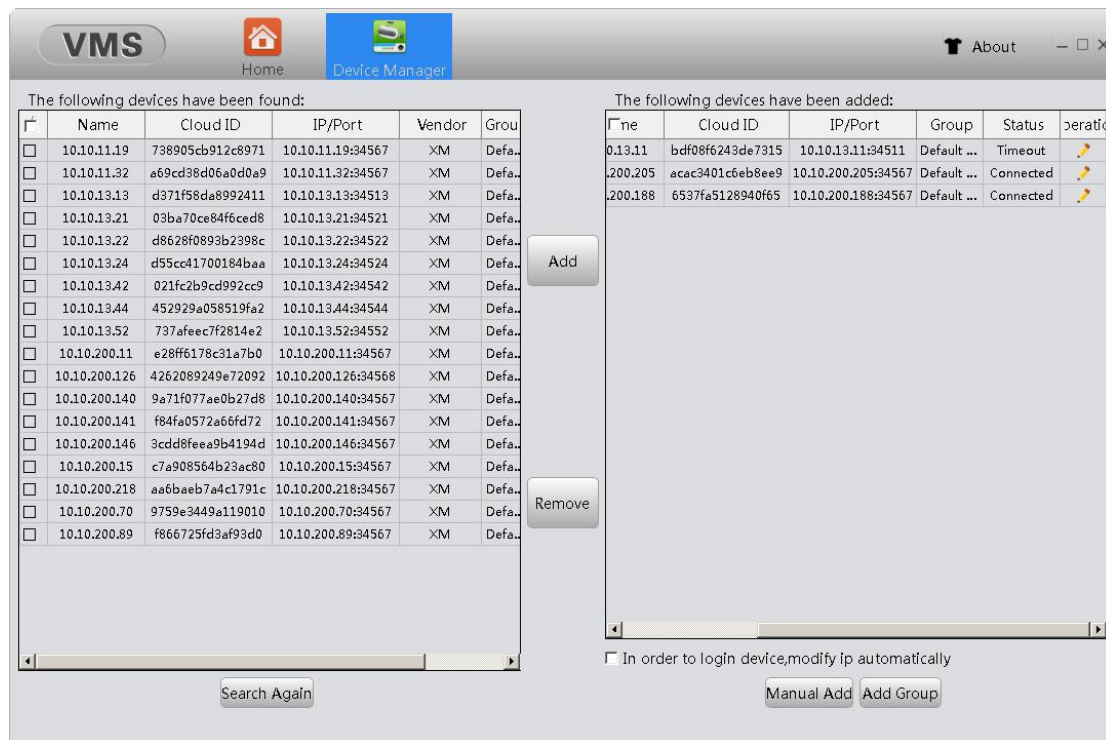 VMS
Home
Device Manager
About
The following devices have been found:
Name Cloud ID IP/Port Vendor Grou
10.10.11.19 738905cb912c8971 10.10.11.19:34567 XM Defa..
10.10.11.32 a69cd38d06a0d0a9 10.10.11.32:34567 XM Defa..
10.10.13.13 d371f58da8992411 10.10.13.13:34513 XM Defa..
10.10.13.21 03ba70ce84f6ced8 10.10.13.21:34521 XM Defa..
10.10.13.22 d8628f0893b2398c 10.10.13.22:34522 XM Defa..
10.10.13.24 d55cc41700184baa 10.10.13.24:34524 XM Defa..
10.10.13.42 021fc2b9cd992cc9 10.10.13.42:34542 XM Defa..
10.10.13.44 452929a058519fa2 10.10.13.44:34544 XM Defa..
10.10.13.52 737afeec7f2814e2 10.10.13.52:34552 XM Defa..
10.10.200.11 e28ff6178c31a7b0 10.10.200.11:34567 XM Defa..
10.10.200.126 4262089249e72092 10.10.200.126:34568 XM Defa..
10.10.200.140 9a71f077ae0b27d8 10.10.200.140:34567 XM Defa..
10.10.200.141 f84fa0572a66fd72 10.10.200.141:34567 XM Defa..
10.10.200.146 3cdd8feea9b4194d 10.10.200.146:34567 XM Defa..
10.10.200.15 c7a908564b23ac80 10.10.200.15:34567 XM Defa..
10.10.200.218 aa6baeb7a4c1791c 10.10.200.218:34567 XM Defa..
10.10.200.70 9759e3449a119010 10.10.200.70:34567 XM Defa..
10.10.200.89 f866725fd3af93d0 10.10.200.89:34567 XM Defa..
Search Again
Add
Remove
The following devices have been added:
ne Cloud ID IP/Port Group Status peratio
0.13.11 bdf08f6243de7315 10.10.13.11:34511 Default ... Timeout
.200.205 acac3401c6eb8ee9 10.10.200.205:34567 Default ... Connected
.200.188 6537fa5128940f65 10.10.200.188:34567 Default ... Connected
In order to login device,modify ip automatically
Manual Add Add Group